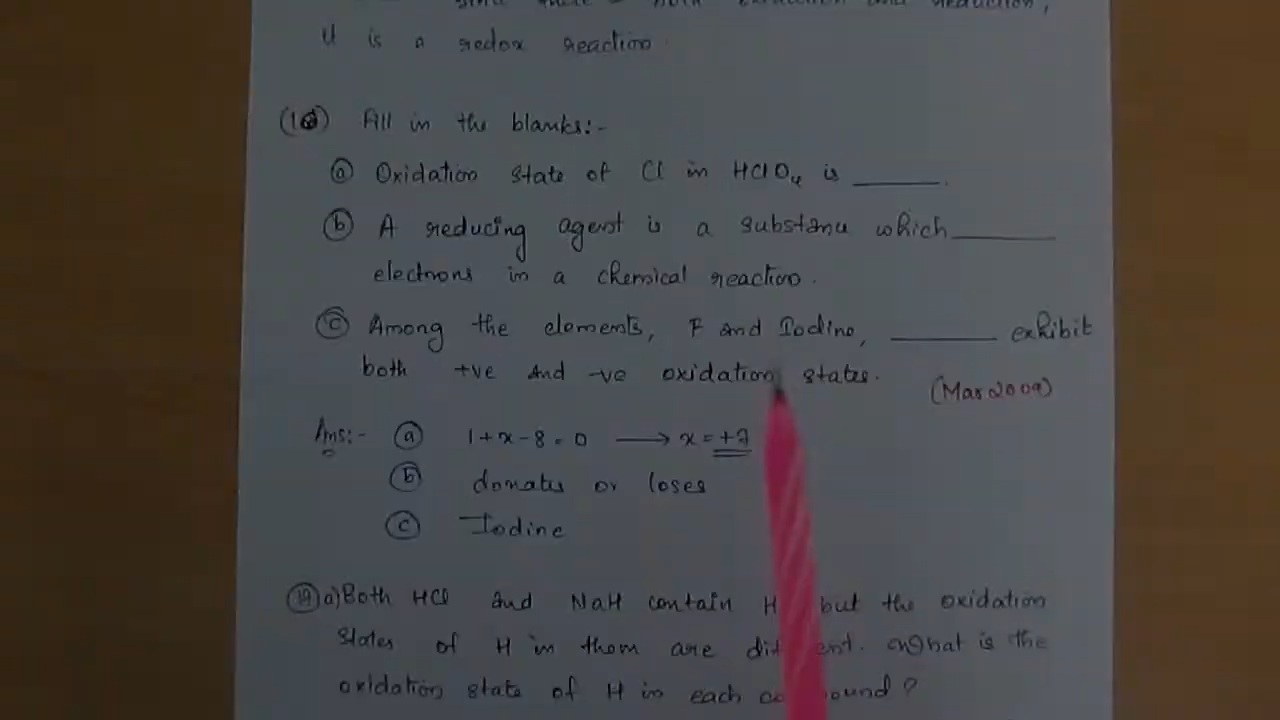 oxidation and reduction,
it is a redox reaction.
Fill in the blanks:-
(a) Oxidation state of Cl in HClO4 is ______.
(b) A reducing agent is a substance which ______
electrons in a chemical reaction.
(c) Among the elements, F and Iodine, ______ exhibit
both +ve and -ve oxidation states.
(Mar 2009)
Ans:- (a) 1+x-8=0 ⟶ x = +7
(b) donates or loses
(c) Iodine
a) Both HCl and NaH contain H but the oxidation
states of H in them are different. What is the
oxidation state of H in each compound?